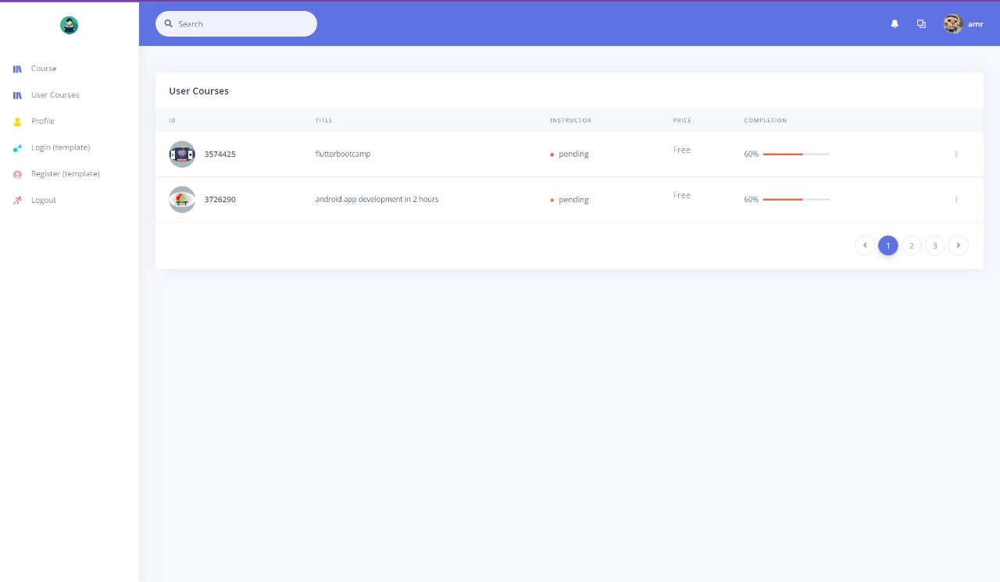 Search
amr
Course
User Courses
Profile
Login (template)
Register (template)
Logout
User Courses
ID TITLE INSTRUCTOR PRICE COMPLETION
3574425 flutterbootcamp pending Free 60%
3726290 android app development in 2 hours pending Free 60%
1 2 3